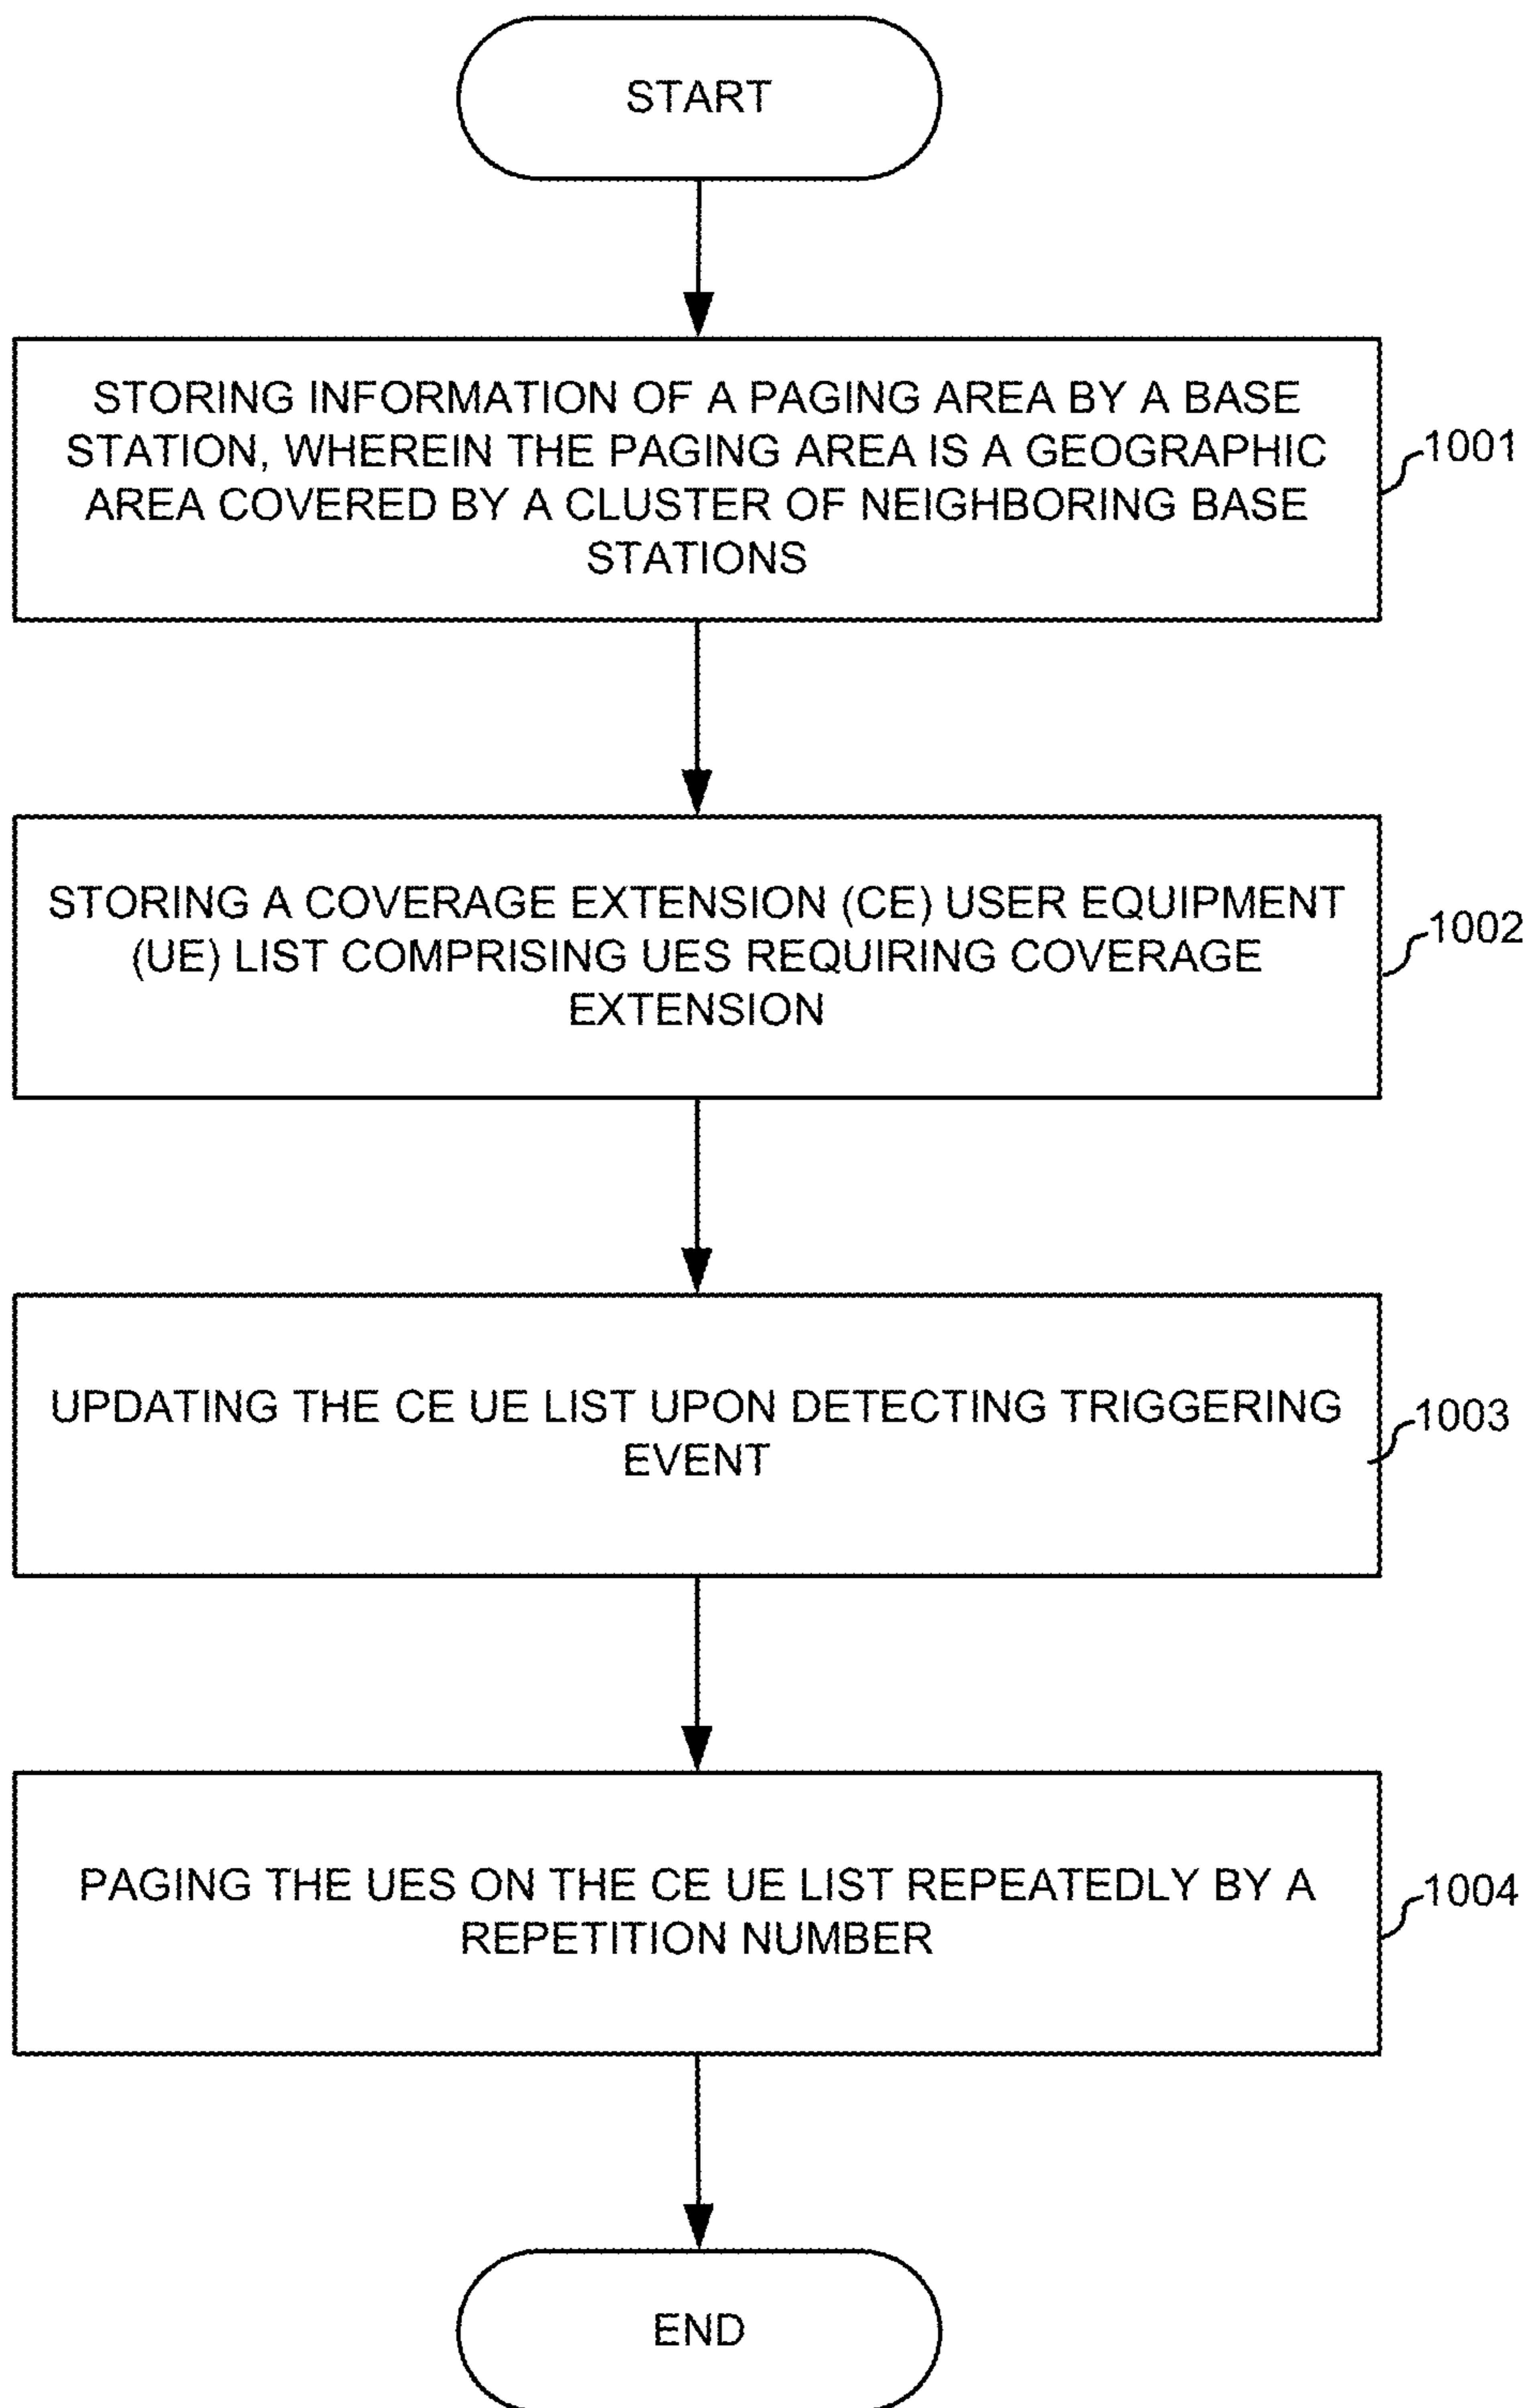 START
STORING INFORMATION OF A PAGING AREA BY A BASE
STATION, WHEREIN THE PAGING AREA IS A GEOGRAPHIC
AREA COVERED BY A CLUSTER OF NEIGHBORING BASE
STATIONS
1001
STORING A COVERAGE EXTENSION (CE) USER EQUIPMENT
(UE) LIST COMPRISING UES REQUIRING COVERAGE
EXTENSION
1002
UPDATING THE CE UE LIST UPON DETECTING TRIGGERING
EVENT
1003
PAGING THE UES ON THE CE UE LIST REPEATEDLY BY A
REPETITION NUMBER
1004
END